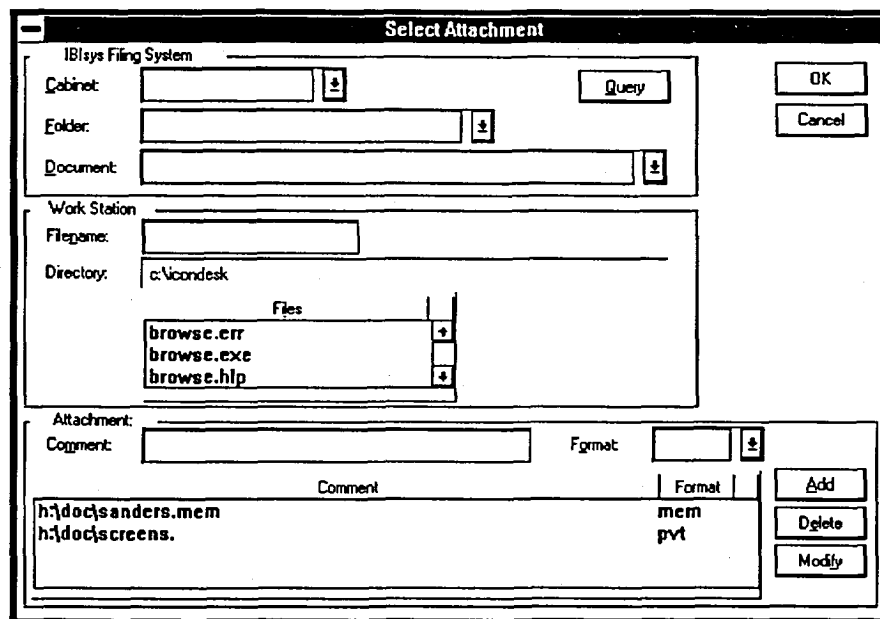 Select Attachment
IBIsys Filing System
Cabinet:
Query
OK
Folder:
Cancel
Document:
Work Station
Filename:
Directory: c:\icondesk
Files
browse.err
browse.exe
browse.hlp
Attachment:
Comment: Format:
Comment Format
Add
h:\doc\sanders.mem mem
h:\doc\screens. pvt
Delete
Modify